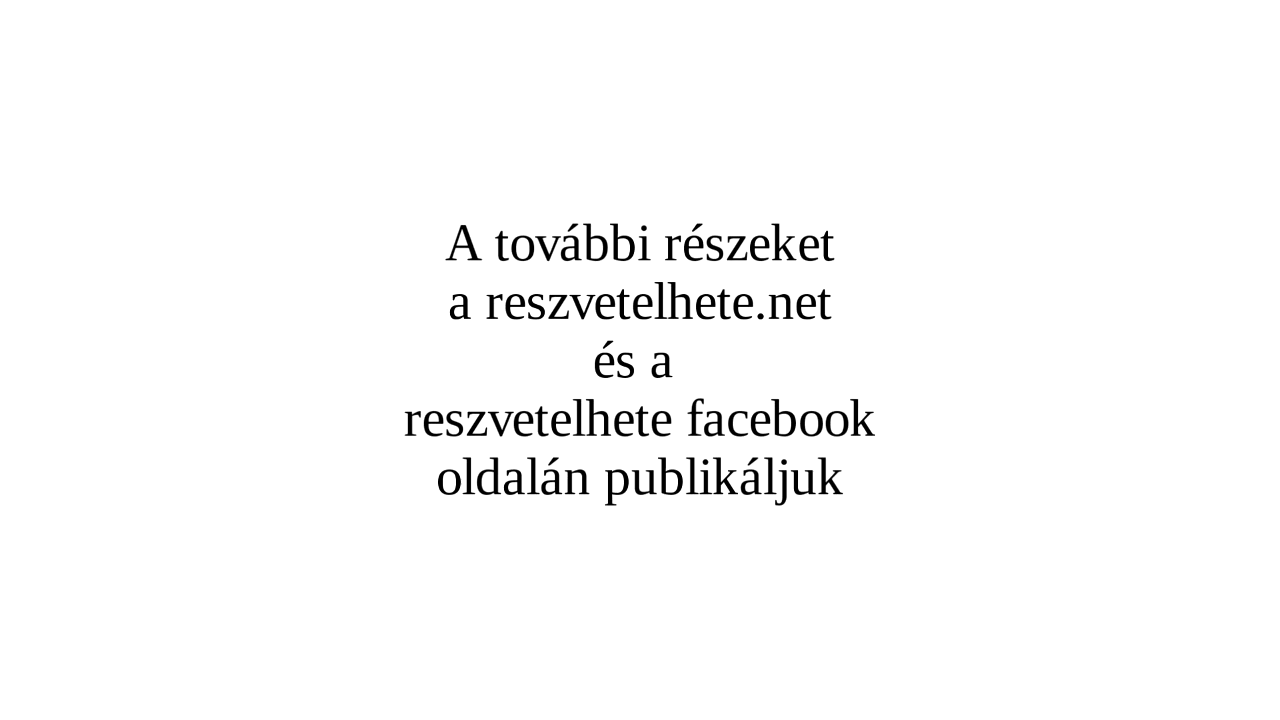 A további részeket
a reszvetelhete.net
és a
reszvetelhete facebook
oldalán publikáljuk